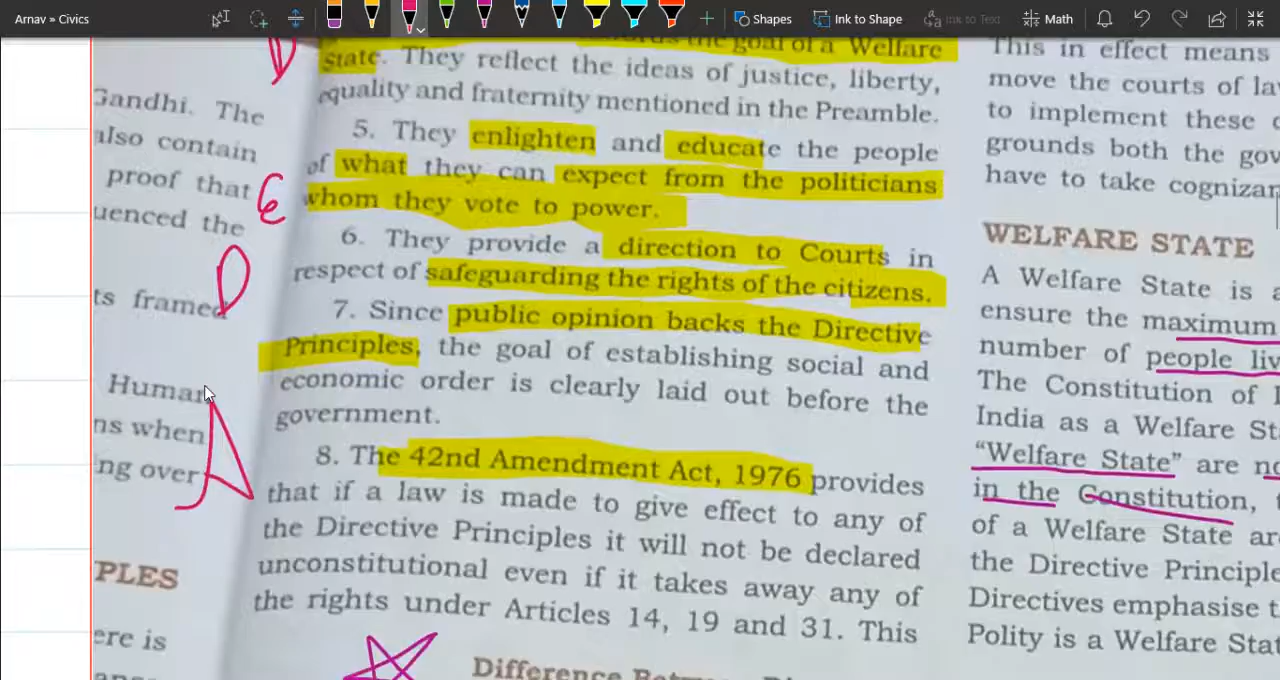 Arnav » Civics
Shapes
Ink to Shape
Ink to Text
Math
D
the goal of a Welfare
State. They reflect the ideas of justice, liberty,
equality and fraternity mentioned in the Preamble.
5. They enlighten and educate the people
of what they can expect from the politicians
whom they vote to power.
6. They provide a direction to Courts in
respect of safeguarding the rights of the citizens.
7. Since public opinion backs the Directive
Principles, the goal of establishing social and
economic order is clearly laid out before the
government.
8. The 42nd Amendment Act, 1976 provides
that if a law is made to give effect to any of
the Directive Principles it will not be declared
unconstitutional even if it takes away any of
the rights under Articles 14, 19 and 31. This
Difference
Gandhi. The
also contain
proof that
uenced the
E
D
ts framed
Human
ns when
ng over
A
PLES
ere is
This in effect means
move the courts of la
to implement these
grounds both the gov
have to take cognizan
WELFARE STATE
A Welfare State is a
ensure the maximum
number of people liv
The Constitution of I
India as a Welfare St
"Welfare State" are no
in the Constitution,
of a Welfare State ar
the Directive Principle
Directives emphasise t
Polity is a Welfare Sta